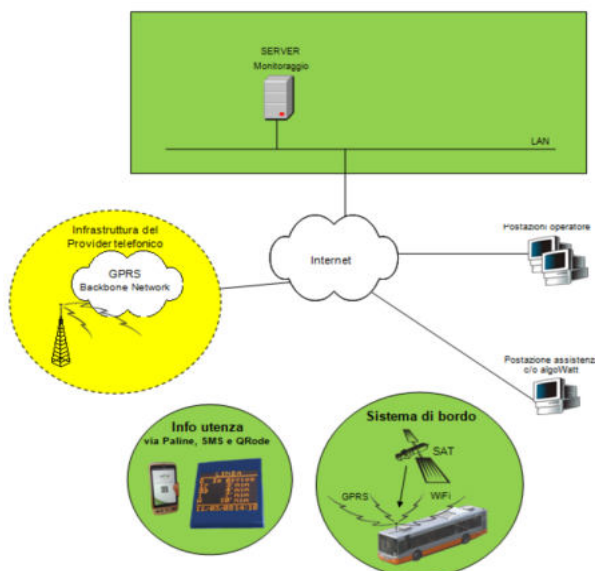 SERVER
Monitoraggio
LAN
Infrastruttura del
Provider telefonico
GPRS
Backbone Network
Internet
Postazioni operatore
Postazione assistenza
c/o algoWatt
Info utenza
via Paline, SMS e QRode
Sistema di bordo
SAT
GPRS
WiFi
LINEA